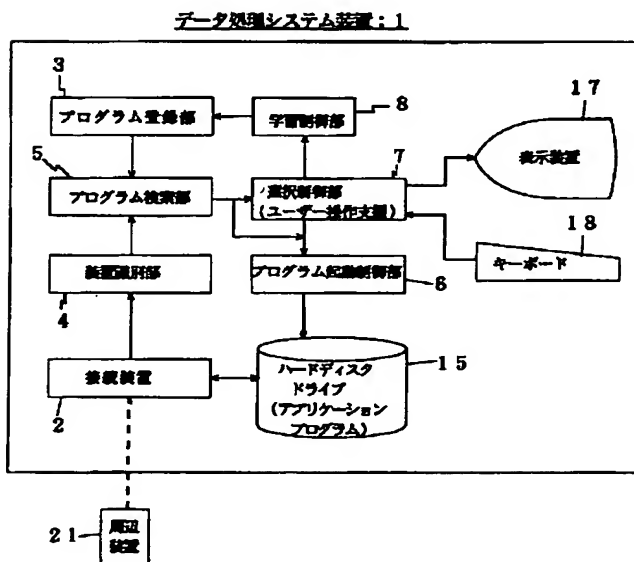 データ処理システム装置:1
3
プログラム登録部
学習制御部
8
17
5
プログラム検索部
7
選択制御部
(ユーザー操作支援)
表示装置
18
キーボード
装置識別部
4
プログラム起動制御部
6
接続装置
2
ハードディスク
ドライブ
(アプリケーション
プログラム)
15
21
周辺
装置